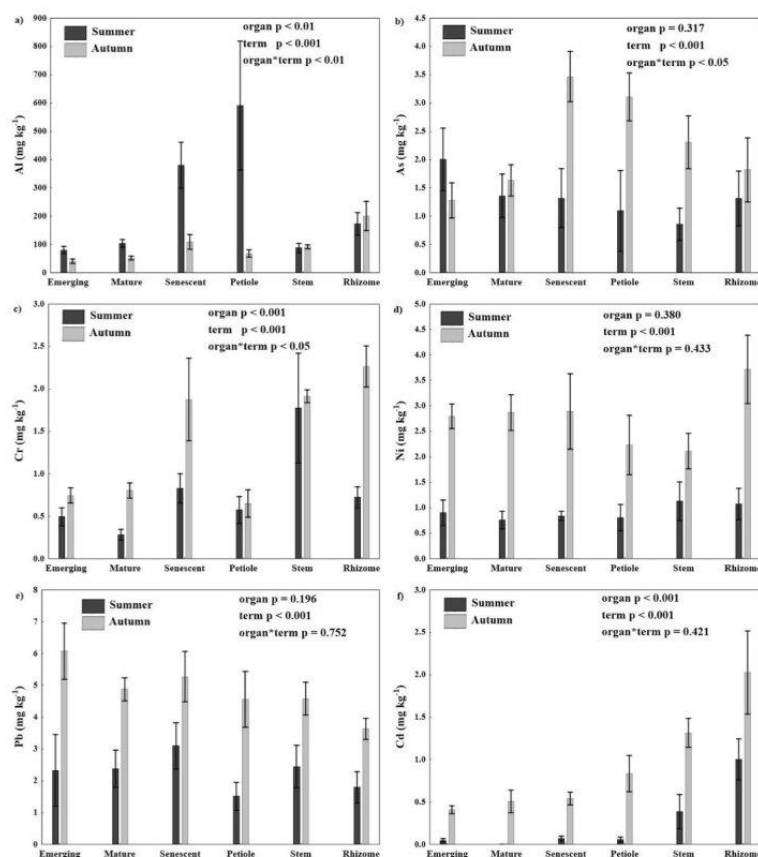 a)
Al (mg kg⁻¹)
900
800
700
600
500
400
300
200
100
0
Summer
Autumn
organ p < 0.01
term p < 0.001
organ*term p < 0.01
Emerging Mature Senescent Petiole Stem Rhizome
b)
As (mg kg⁻¹)
4.5
4.0
3.5
3.0
2.5
2.0
1.5
1.0
0.5
0.0
Summer
Autumn
organ p = 0.317
term p < 0.001
organ*term p < 0.05
Emerging Mature Senescent Petiole Stem Rhizome
c)
Cr (mg kg⁻¹)
3.0
2.5
2.0
1.5
1.0
0.5
0.0
Summer
Autumn
organ p < 0.001
term p < 0.001
organ*term p < 0.05
Emerging Mature Senescent Petiole Stem Rhizome
d)
Ni (mg kg⁻¹)
5.0
4.5
4.0
3.5
3.0
2.5
2.0
1.5
1.0
0.5
0.0
Summer
Autumn
organ p = 0.380
term p < 0.001
organ*term p = 0.433
Emerging Mature Senescent Petiole Stem Rhizome
e)
Pb (mg kg⁻¹)
8
7
6
5
4
3
2
1
0
Summer
Autumn
organ p = 0.196
term p < 0.001
organ*term p = 0.752
Emerging Mature Senescent Petiole Stem Rhizome
f)
Cd (mg kg⁻¹)
3.0
2.5
2.0
1.5
1.0
0.5
0.0
Summer
Autumn
organ p < 0.001
term p < 0.001
organ*term p = 0.421
Emerging Mature Senescent Petiole Stem Rhizome